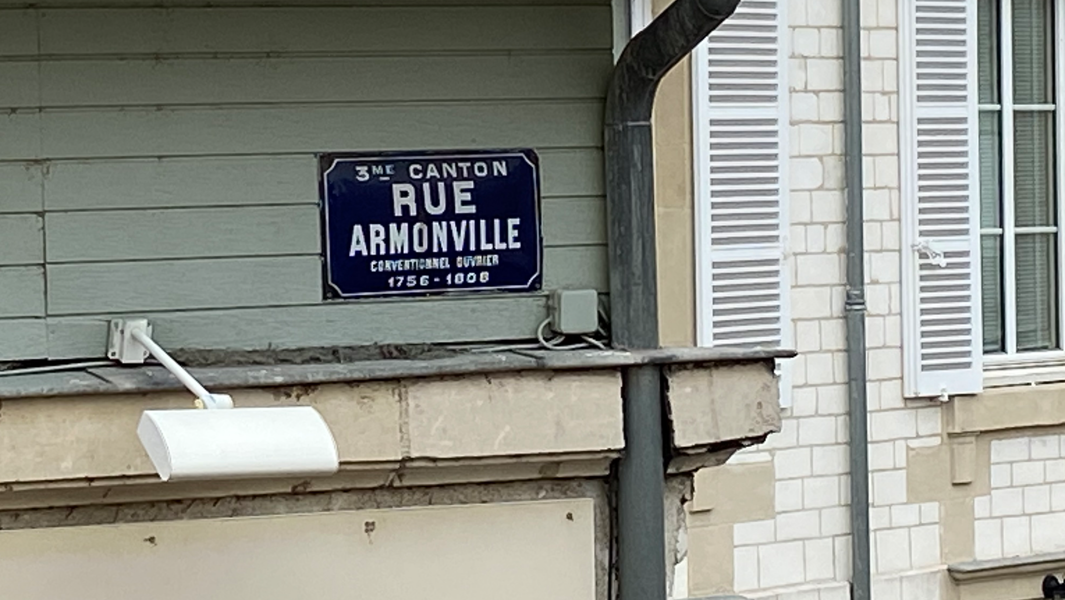 3ME CANTON
RUE
ARMONVILLE
CONVENTIONNEL OUVRIER
1756-1808